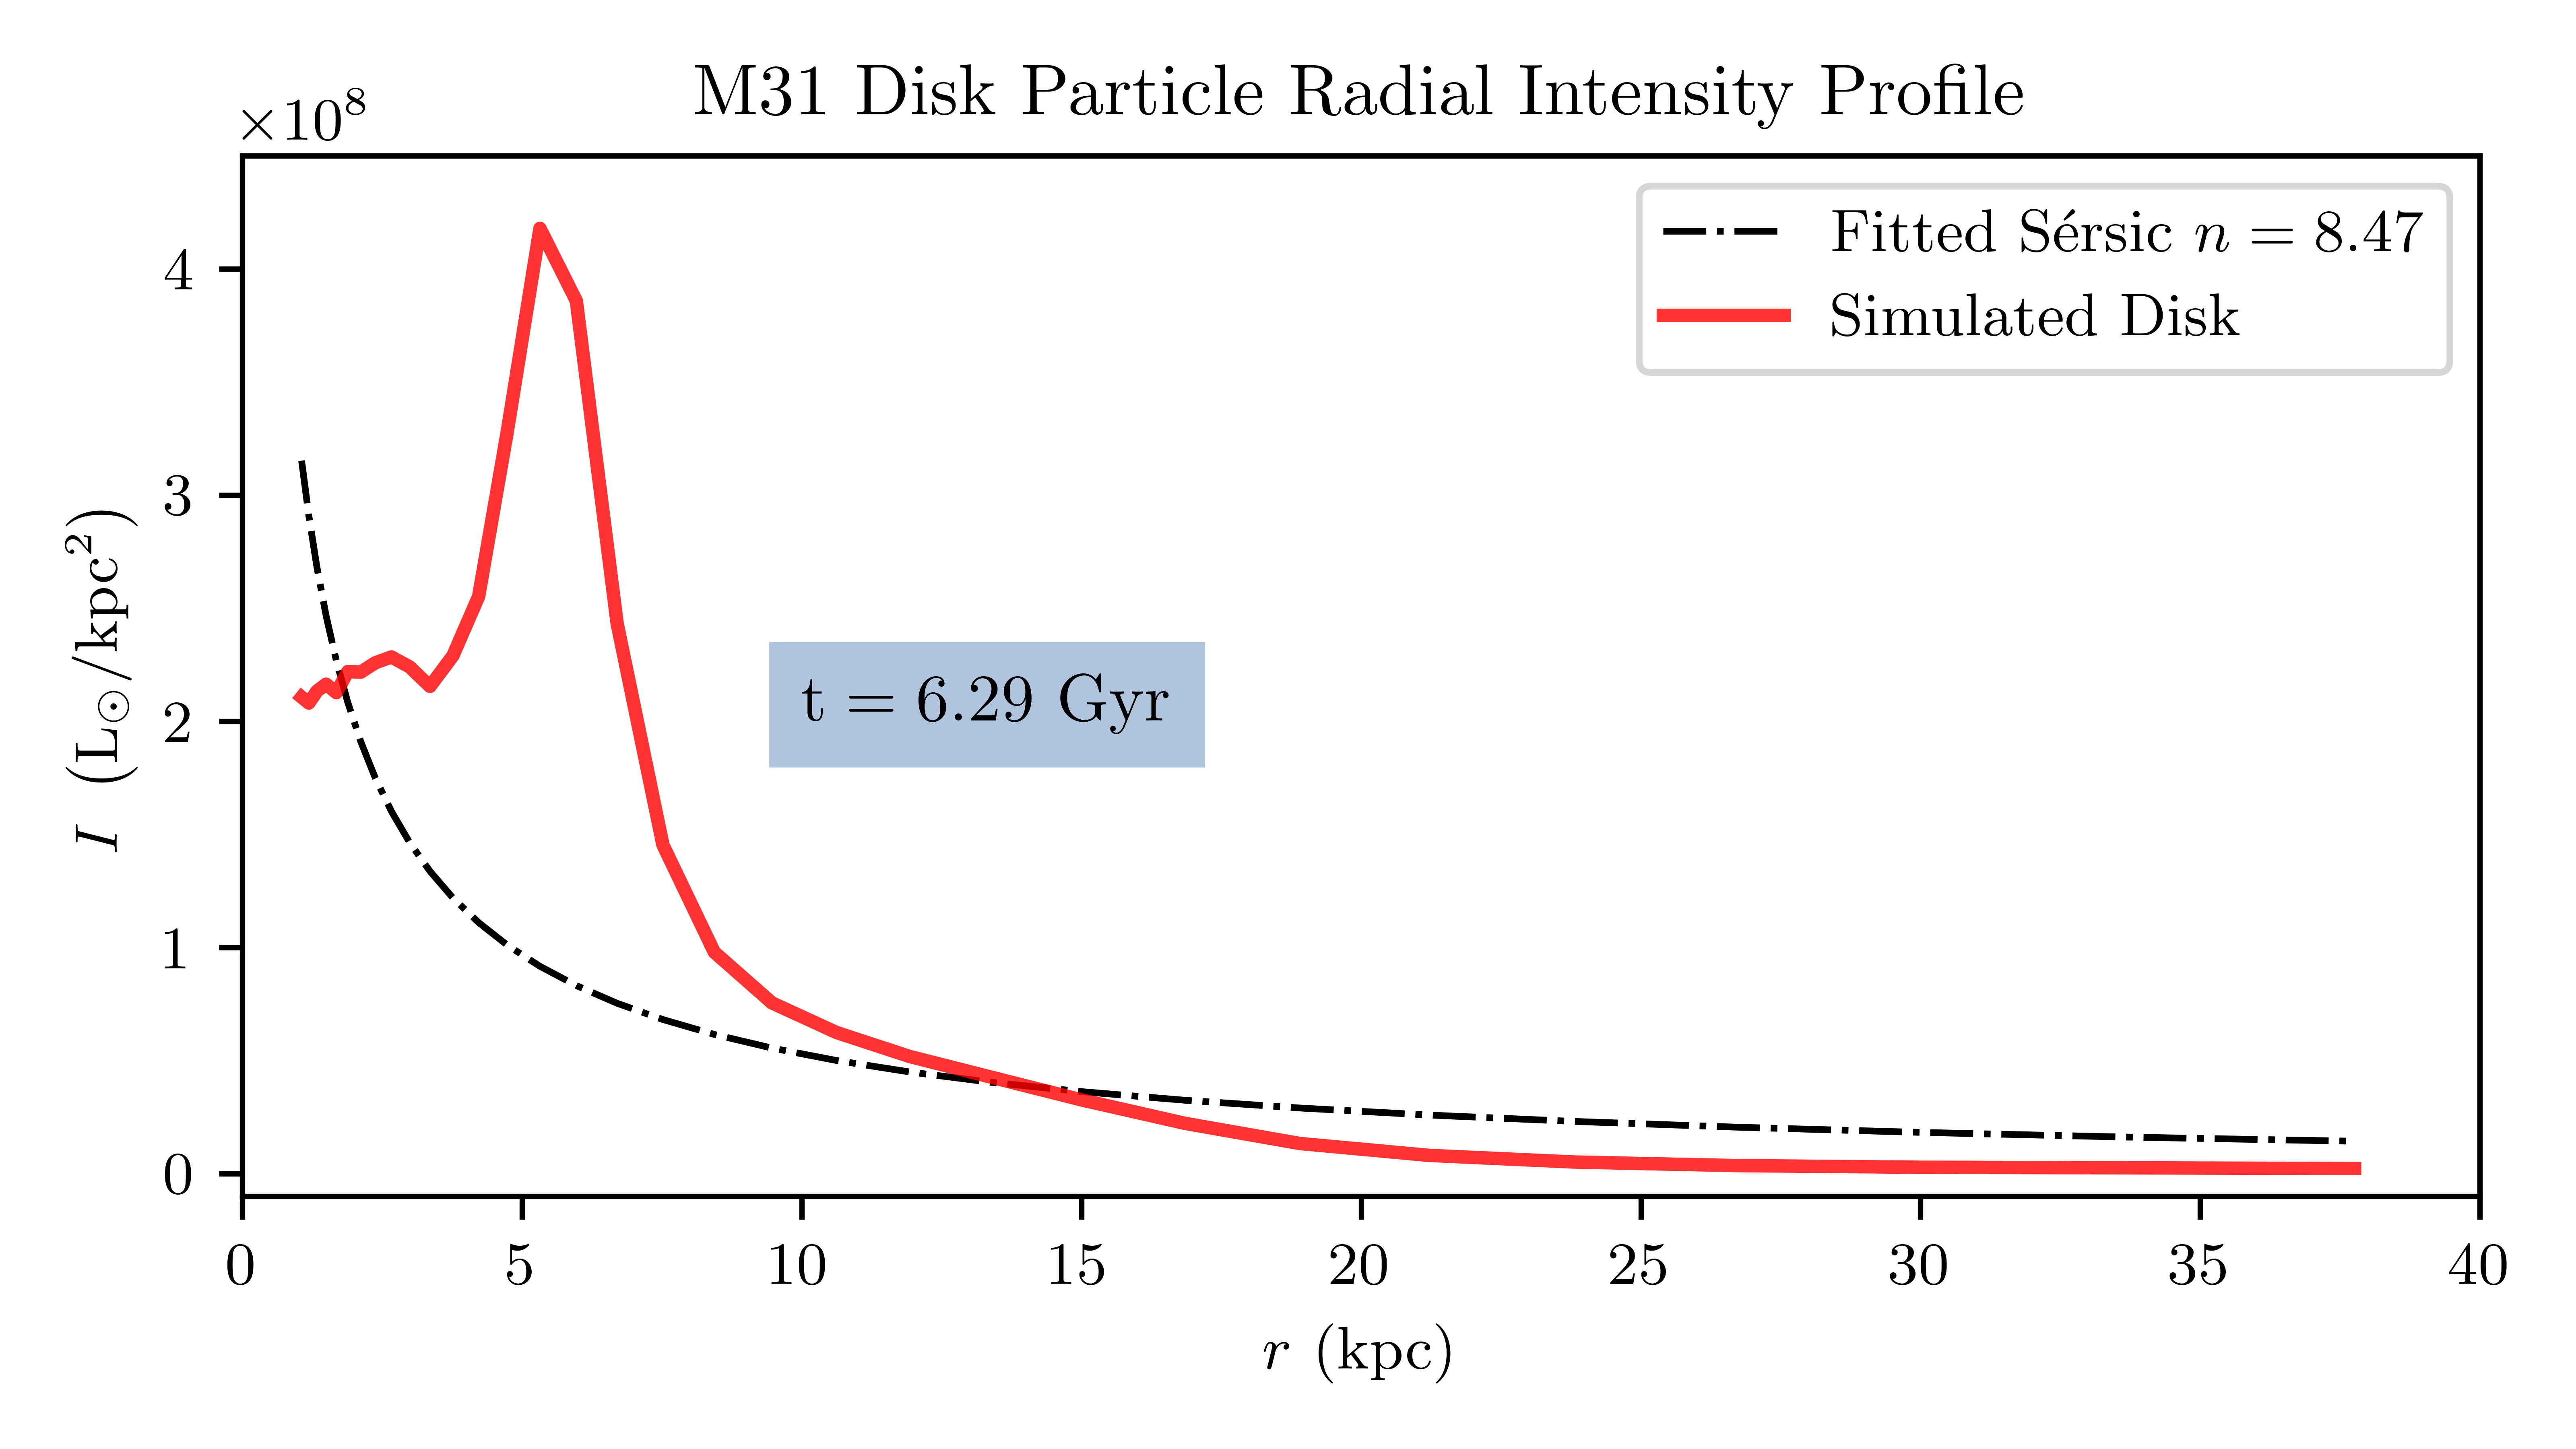 M31 Disk Particle Radial Intensity Profile
×10⁸
Fitted Sérsic n = 8.47
Simulated Disk
t = 6.29 Gyr
I (L⊙/kpc²)
4
3
2
1
0
0 5 10 15 20 25 30 35 40
r (kpc)